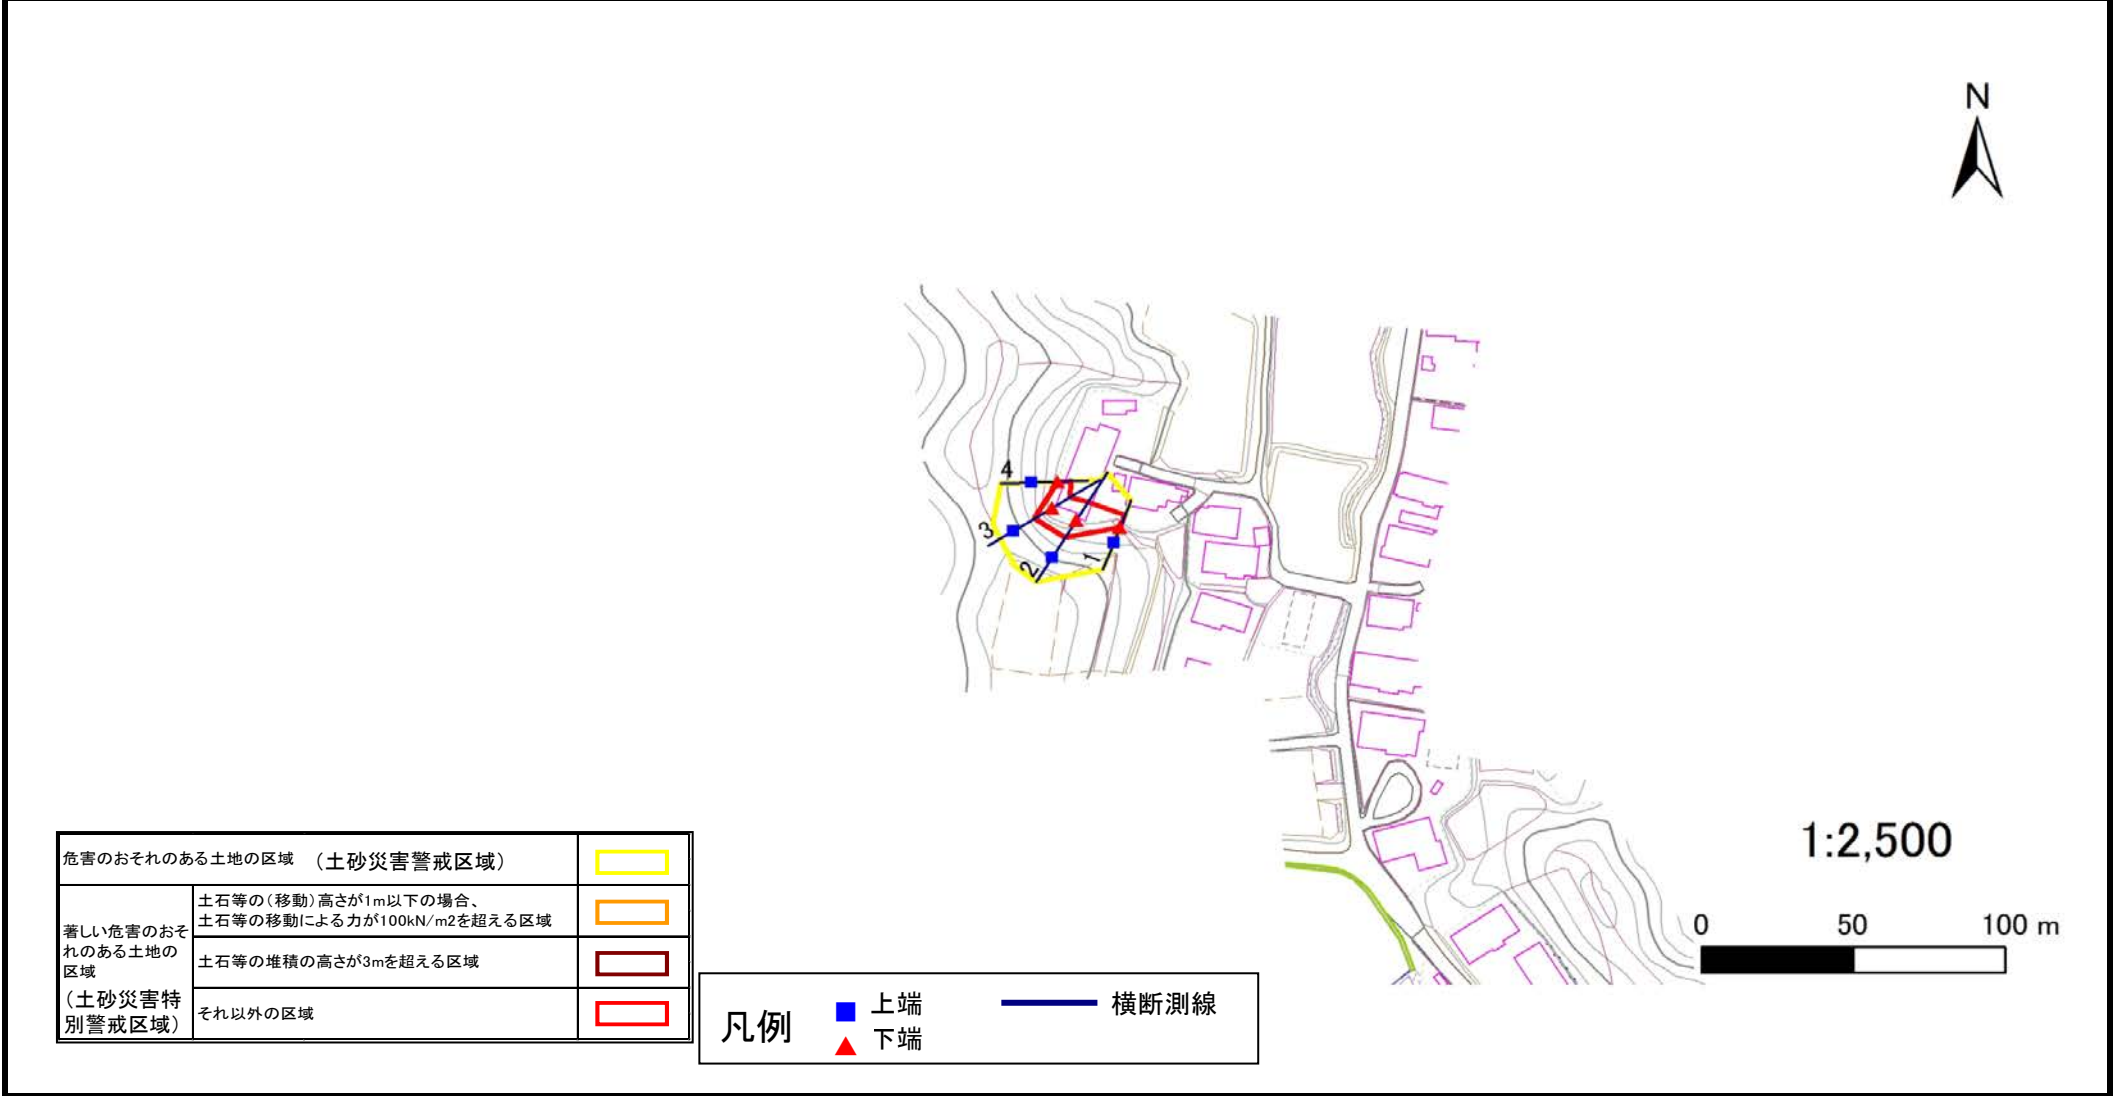 N
4
3
2
1
1:2,500
0 50 100 m
危害のおそれのある土地の区域 (土砂災害警戒区域)
著しい危害のおそ
れのある土地の
区域
(土砂災害特
別警戒区域)
土石等の(移動)高さが1m以下の場合、
土石等の移動による力が100kN/m2を超える区域
土石等の堆積の高さが3mを超える区域
それ以外の区域
凡例
上端
下端
横断測線